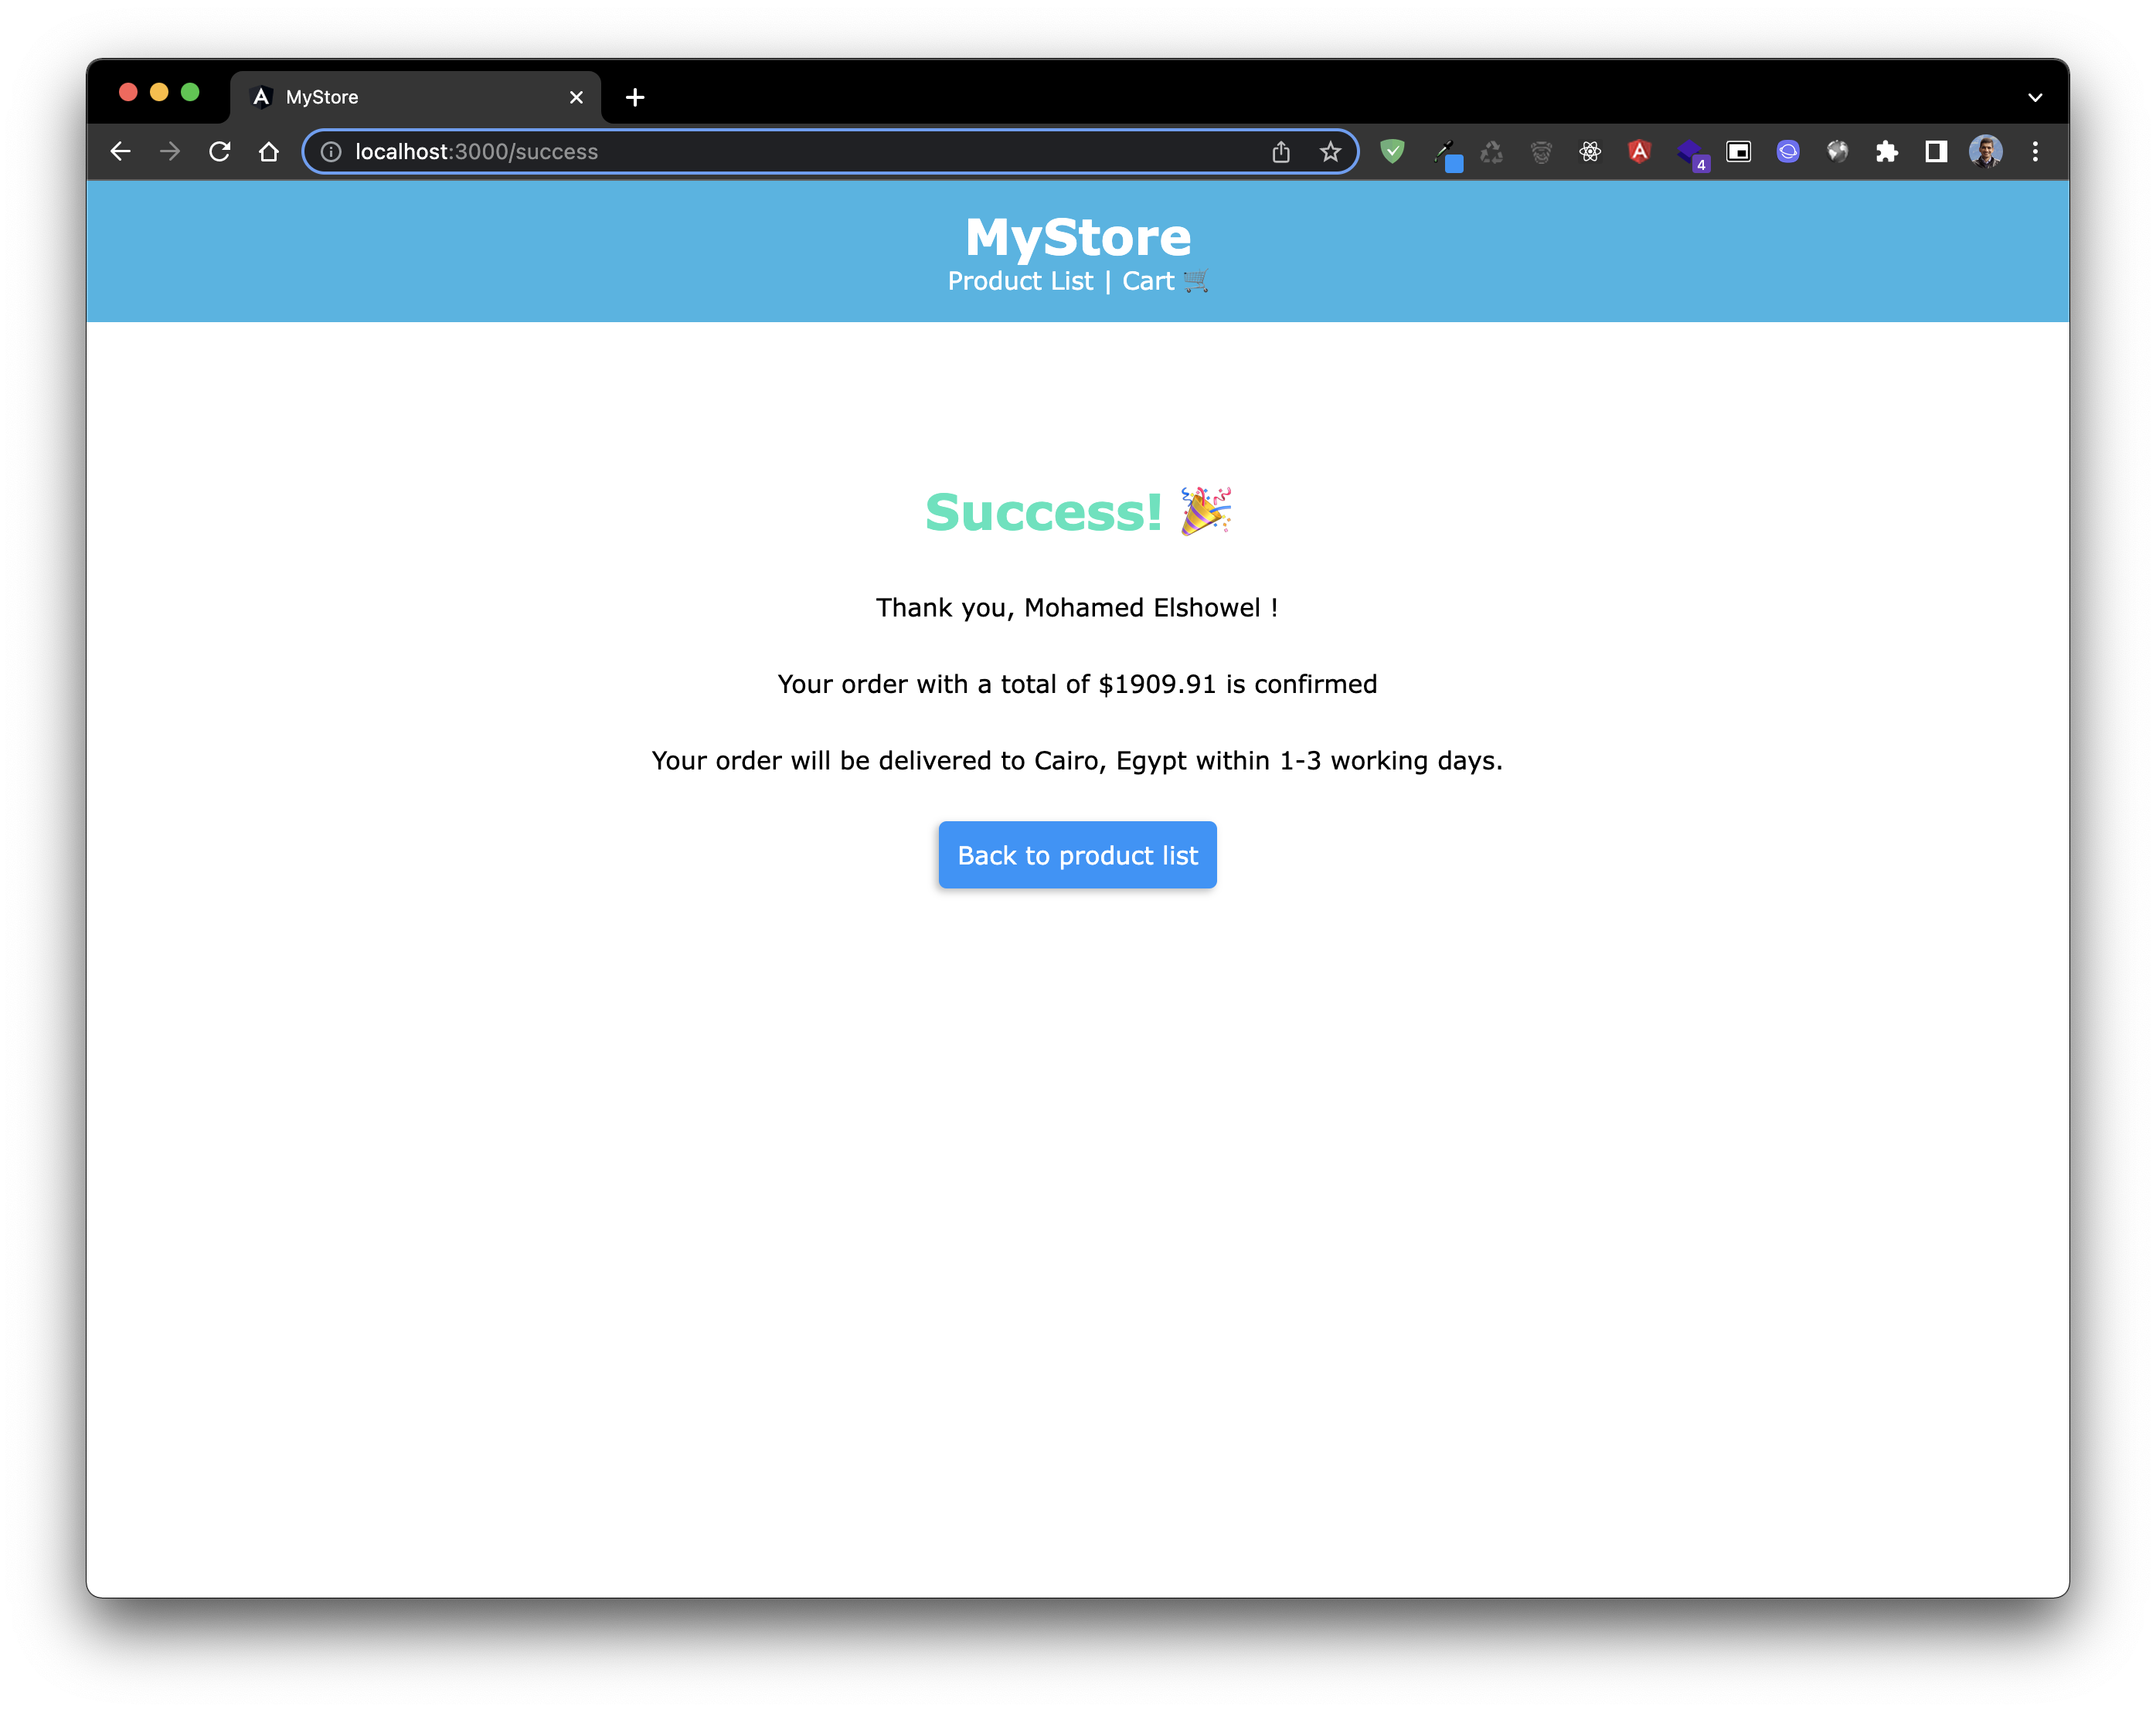 MyStore
localhost:3000/success
4
MyStore
Product List | Cart 🛒
Success! 🎉
Thank you, Mohamed Elshowel !
Your order with a total of $1909.91 is confirmed
Your order will be delivered to Cairo, Egypt within 1-3 working days.
Back to product list